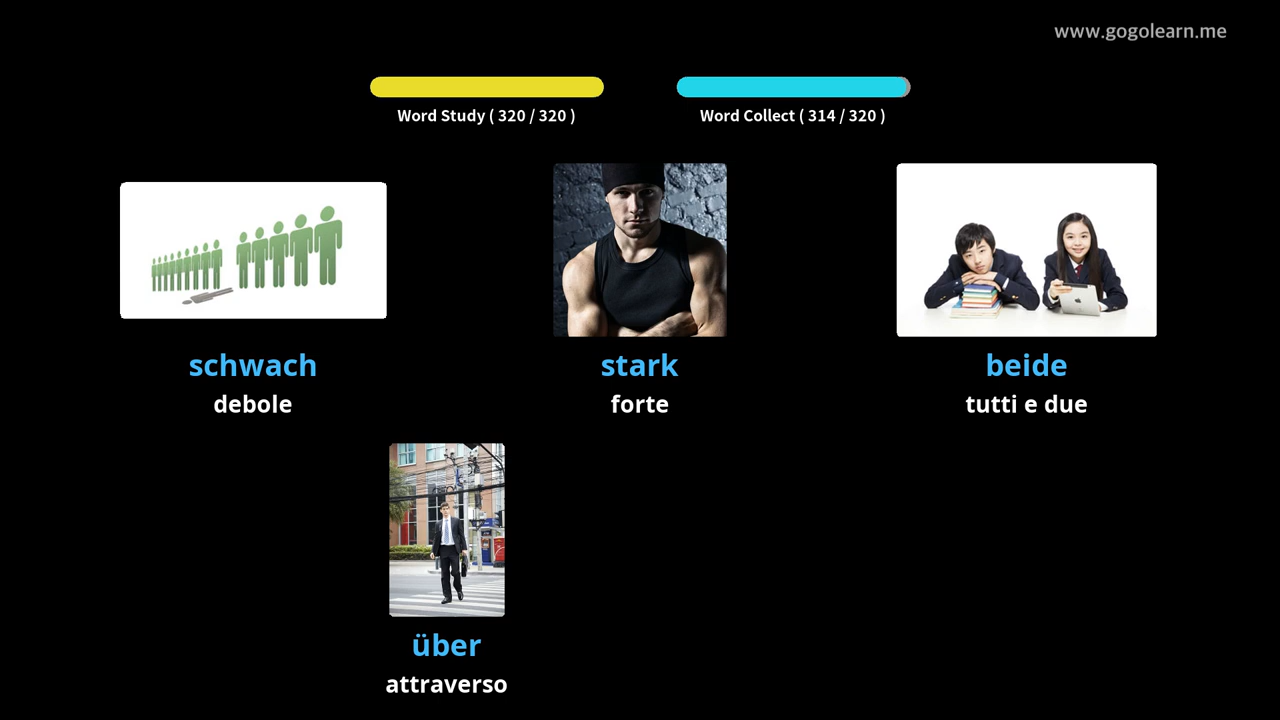 www.gogolearn.me
Word Study ( 320 / 320 )
Word Collect ( 314 / 320 )
schwach
debole
stark
forte
beide
tutti e due
über
attraverso